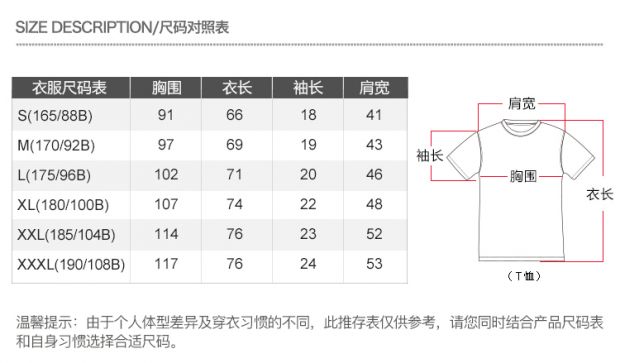 SIZE DESCRIPTION/尺码对照表
衣服尺码表 胸围 衣长 袖长 肩宽
S(165/88B) 91 66 18 41
M(170/92B) 97 69 19 43
L(175/96B) 102 71 20 46
XL(180/100B) 107 74 22 48
XXL(185/104B) 114 76 23 52
XXXL(190/108B) 117 76 24 53
肩宽
袖长
胸围
衣长
(T恤)
温馨提示：由于个人体型差异及穿衣习惯的不同，此推存表仅供参考，请您同时结合产品尺码表
和自身习惯选择合适尺码。